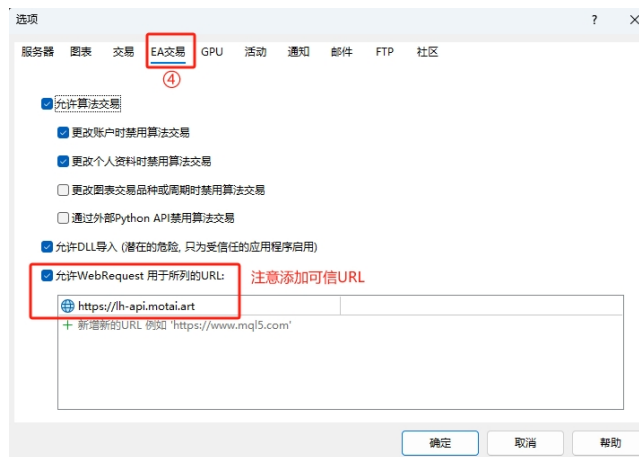 选项
服务器 图表 交易 EA交易 GPU 活动 通知 邮件 FTP 社区
④
允许算法交易
更改账户时禁用算法交易
更改个人资料时禁用算法交易
更改图表交易品种或周期时禁用算法交易
通过外部Python API禁用算法交易
允许DLL导入 (潜在的危险, 只为受信任的应用程序启用)
允许WebRequest 用于所列的URL: 注意添加可信URL
https://lh-api.motai.art
新增新的URL 例如 'https://www.mql5.com'
确定 取消 帮助